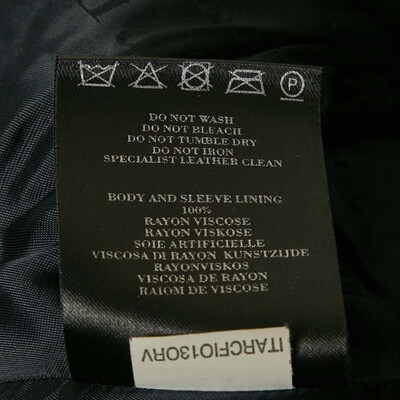 P
DO NOT WASH
DO NOT BLEACH
DO NOT TUMBLE DRY
DO NOT IRON
SPECIALIST LEATHER CLEAN
BODY AND SLEEVE LINING
100%
RAYON VISCOSE
RAYON VISKOSE
SOIE ARTIFICIELLE
VISCOSA DI RAYON KUNSTZIJDE
RAYONVISKOS
VISCOSA DE RAYON
RAIOM DE VISCOSE
ITARCFIO13ORV